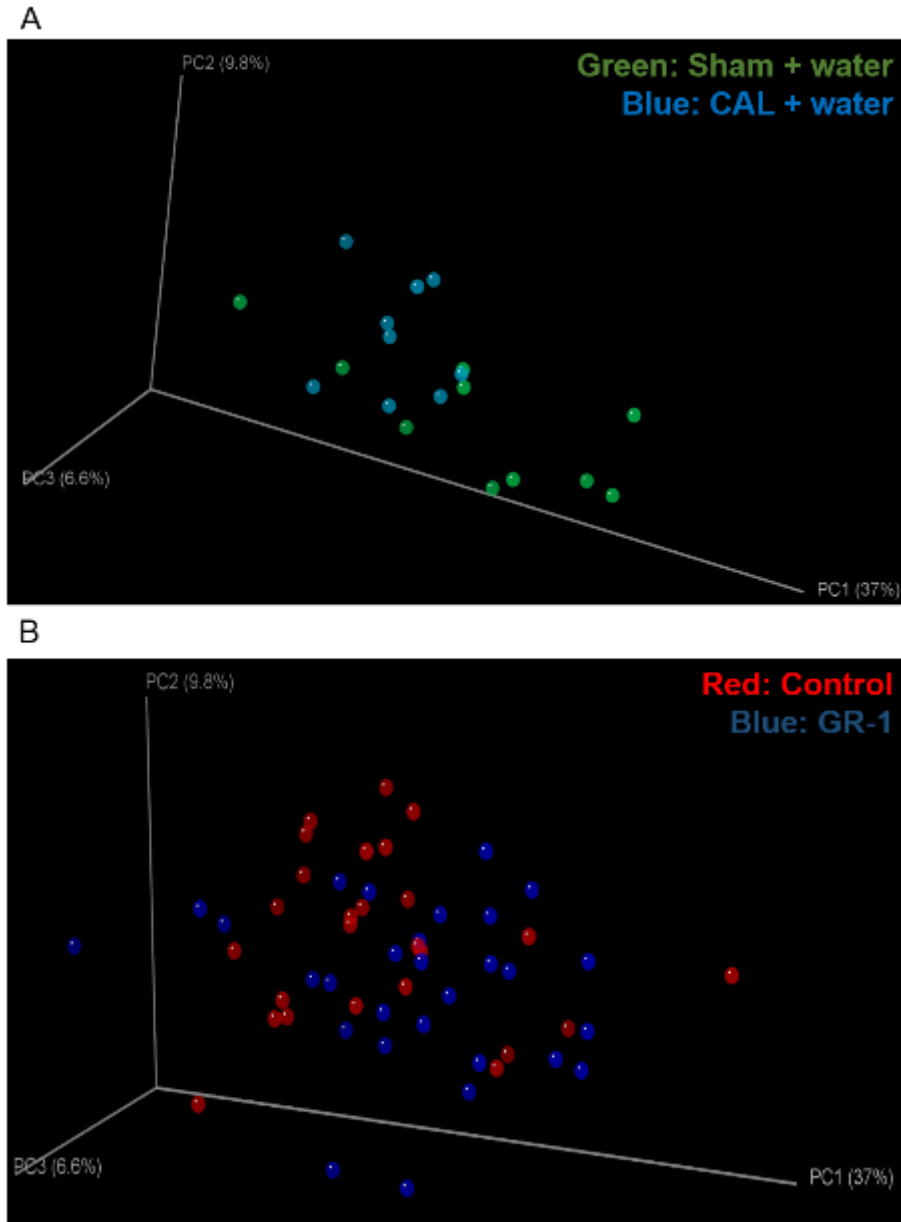 A
PC2 (9.8%)
Green: Sham + water
Blue: CAL + water
PC3 (6.6%)
PC1 (37%)
B
PC2 (9.8%)
Red: Control
Blue: GR-1
PC3 (6.6%)
PC1 (37%)